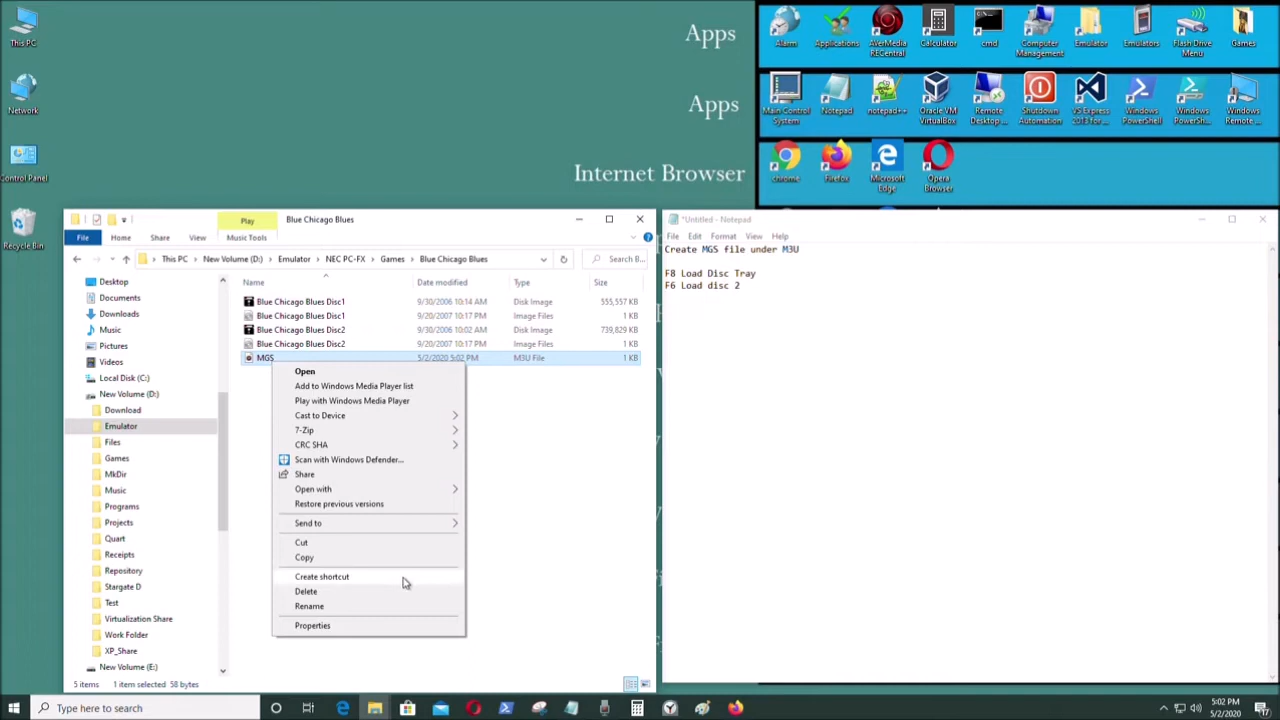 This PC
Network
Control Panel
Recycle Bin
Apps
Alarm
Applications
AVerMedia RECentral
Calculator
cmd
Computer Management
Emulator
Emulators
Flash Drive Menu
Games
Apps
Main Control System
Notepad
notepad++
Oracle VM VirtualBox
Remote Desktop ...
Shutdown Automation
VS Express 2013 for ...
Windows PowerShell
Windows PowerShe...
Windows Remote ...
Internet Browser
chrome
Firefox
Microsoft Edge
Opera Browser
Play
Blue Chicago Blues
File
Home
Share
View
Music Tools
This PC
New Volume (D:)
Emulator
NEC PC-FX
Games
Blue Chicago Blues
Search B...
Desktop
Documents
Downloads
Music
Pictures
Videos
Local Disk (C:)
New Volume (D:)
Download
Emulator
Files
Games
MkDir
Music
Programs
Projects
Quart
Receipts
Repository
Stargate D
Test
Virtualization Share
Work Folder
XP_Share
New Volume (E:)
Name Date modified Type Size
Blue Chicago Blues Disc1 9/30/2006 10:14 AM Disk Image 555,557 KB
Blue Chicago Blues Disc1 9/20/2007 10:17 PM Image Files 1 KB
Blue Chicago Blues Disc2 9/30/2006 10:02 AM Disk Image 739,829 KB
Blue Chicago Blues Disc2 9/20/2007 10:17 PM Image Files 1 KB
MGS 5/2/2020 5:02 PM M3U File 1 KB
Open
Add to Windows Media Player list
Play with Windows Media Player
Cast to Device
7-Zip
CRC SHA
Scan with Windows Defender...
Share
Open with
Restore previous versions
Send to
Cut
Copy
Create shortcut
Delete
Rename
Properties
5 items 1 item selected 58 bytes
*Untitled - Notepad
File Edit Format View Help
Create MGS file under M3U
F8 Load Disc Tray
F6 Load disc 2
Type here to search
5:02 PM
5/2/2020